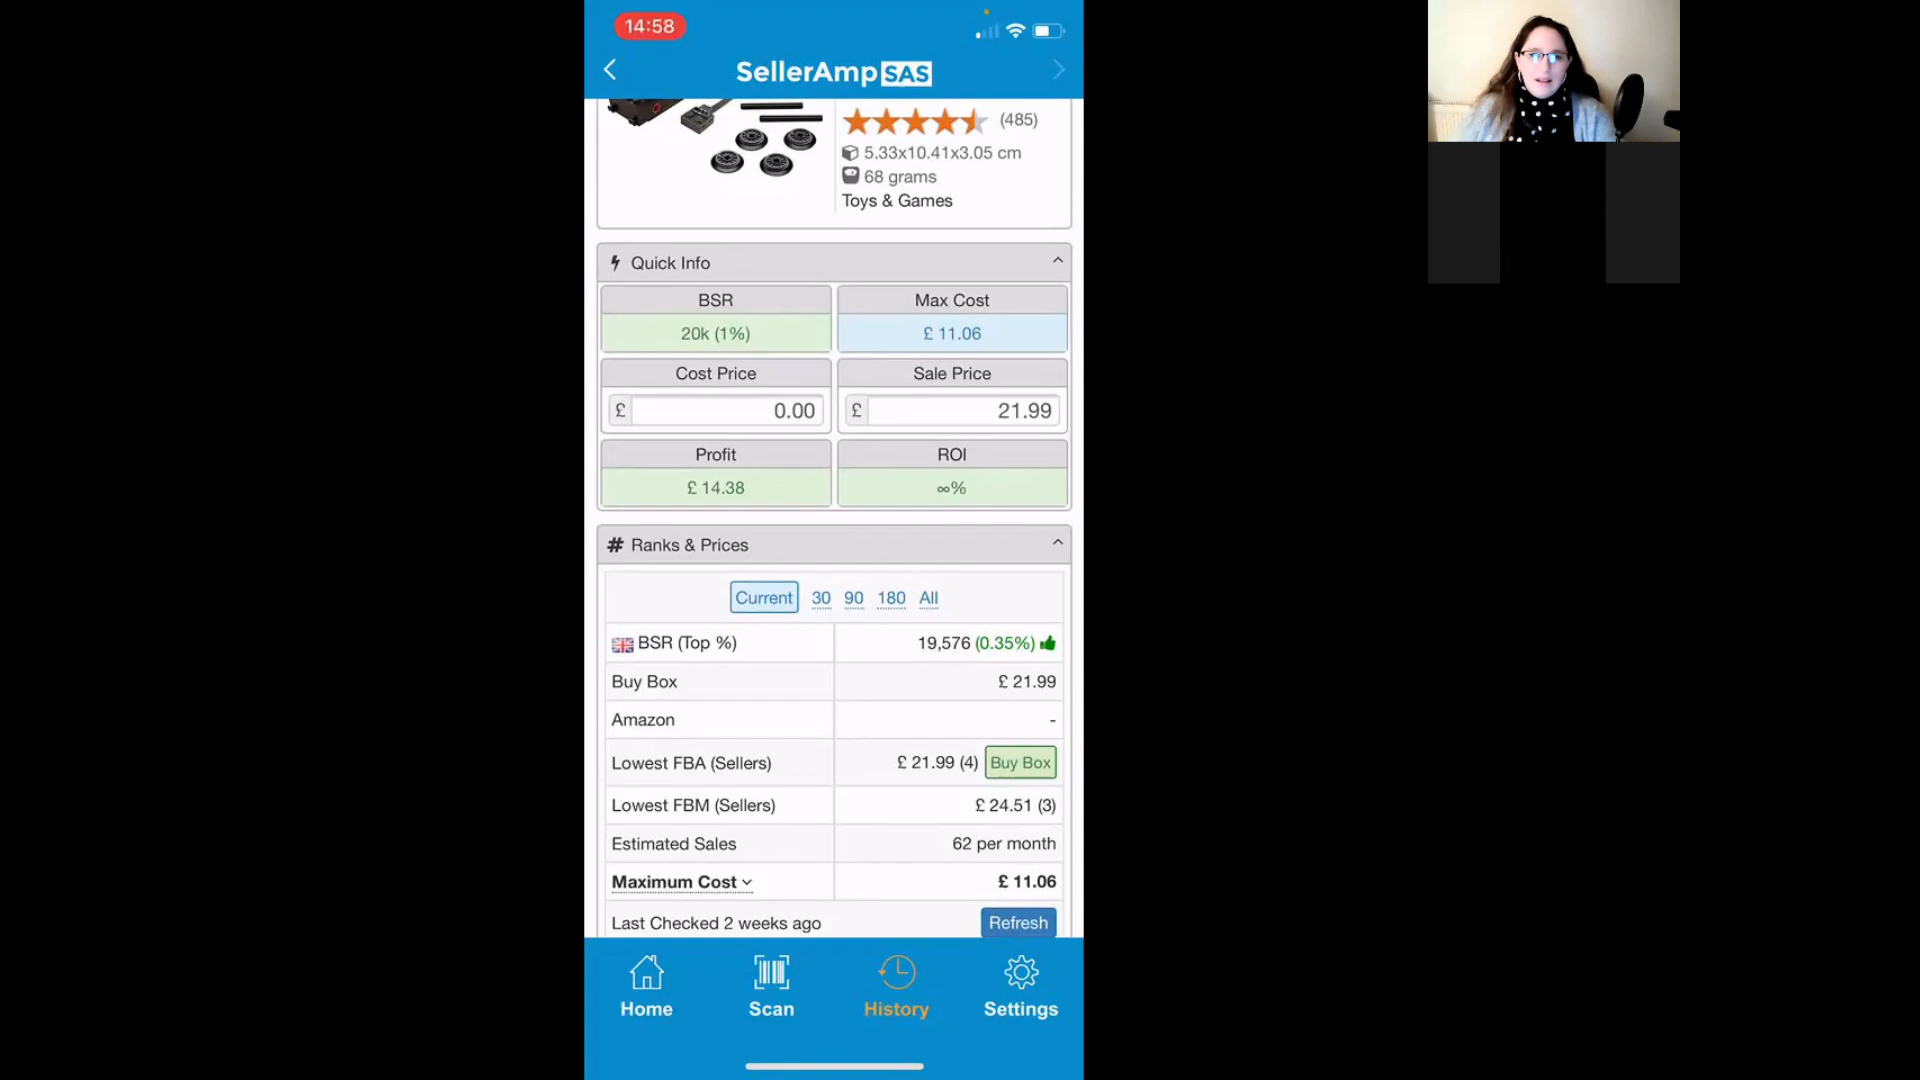 14:58
SellerAmp SAS
(485)
5.33x10.41x3.05 cm
68 grams
Toys & Games
Quick Info
BSR
Max Cost
20k (1%)
£ 11.06
Cost Price
Sale Price
£ 0.00
£ 21.99
Profit
ROI
£ 14.38
∞%
# Ranks & Prices
Current 30 90 180 All
BSR (Top %) 19,576 (0.35%)
Buy Box £ 21.99
Amazon -
Lowest FBA (Sellers) £ 21.99 (4) Buy Box
Lowest FBM (Sellers) £ 24.51 (3)
Estimated Sales 62 per month
Maximum Cost £ 11.06
Last Checked 2 weeks ago Refresh
Home Scan History Settings